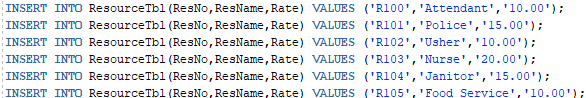 INSERT INTO ResourceTbl(ResNo,ResName,Rate) VALUES ('R100','Attendant','10.00');
INSERT INTO ResourceTbl(ResNo,ResName,Rate) VALUES ('R101','Police','15.00');
INSERT INTO ResourceTbl(ResNo,ResName,Rate) VALUES ('R102','Usher','10.00');
INSERT INTO ResourceTbl(ResNo,ResName,Rate) VALUES ('R103','Nurse','20.00');
INSERT INTO ResourceTbl(ResNo,ResName,Rate) VALUES ('R104','Janitor','15.00');
INSERT INTO ResourceTbl(ResNo,ResName,Rate) VALUES ('R105','Food Service','10.00');